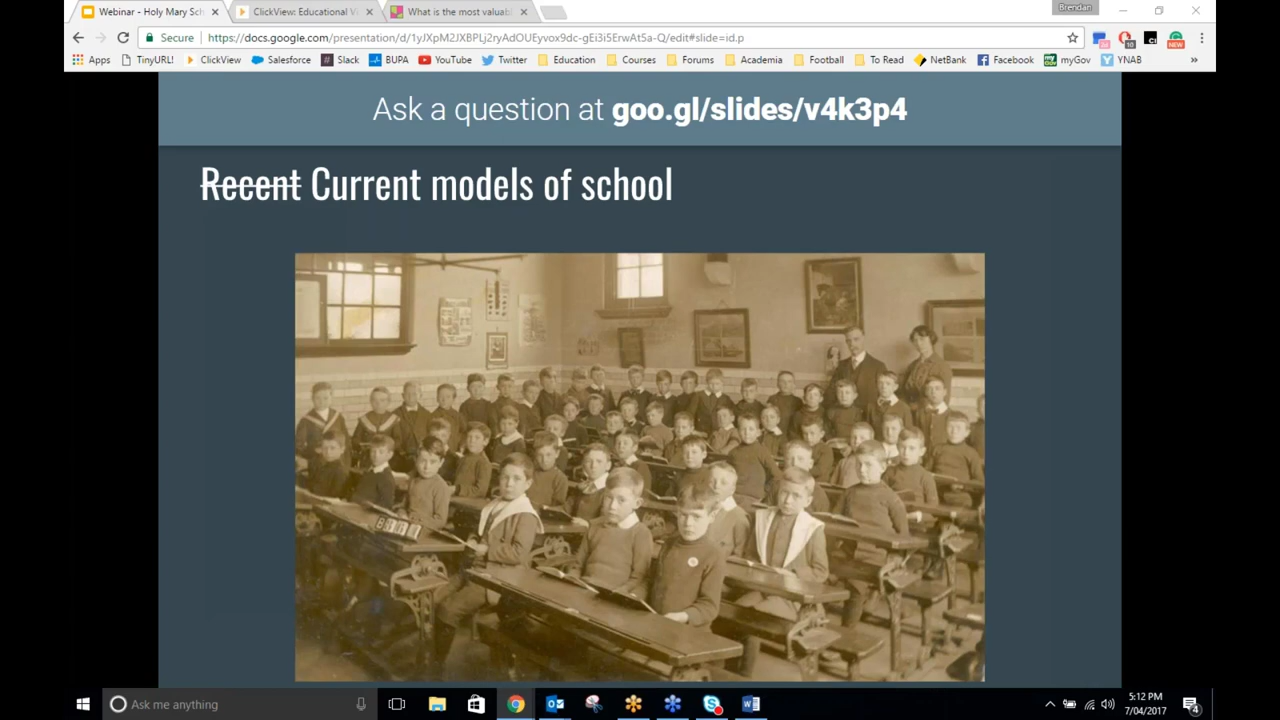 Webinar - Holy Mary Sch
ClickView: Educational Vi
What is the most valuabl
Brendan
Secure
https://docs.google.com/presentation/d/1yJXpM2JXBPLj2ryAdOUEyvox9dc-gEi3i5ErwAt5a-Q/edit#slide=id.p
Apps TinyURL! ClickView Salesforce Slack BUPA YouTube Twitter Education Courses Forums Academia Football To Read NetBank Facebook myGov YNAB »
Ask a question at goo.gl/slides/v4k3p4
Recent Current models of school
Ask me anything
5:12 PM
7/04/2017
4